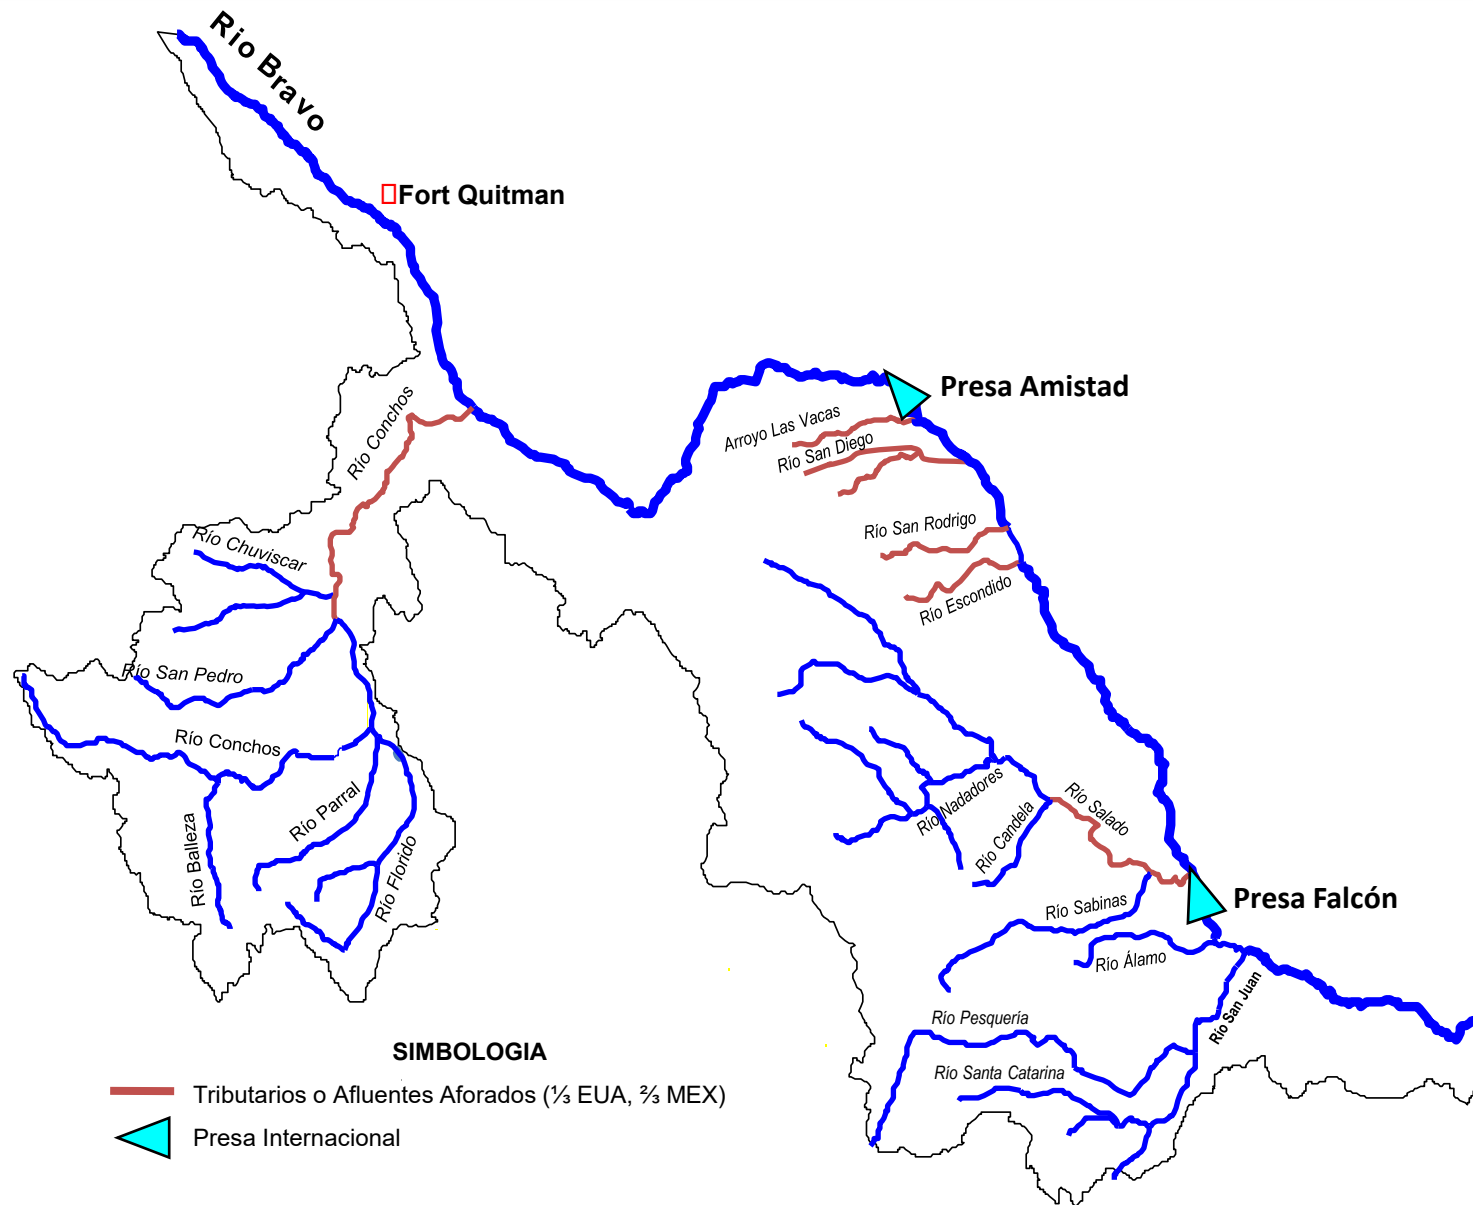 Rio Bravo
Fort Quitman
Presa Amistad
Río Conchos
Arroyo Las Vacas
Río San Diego
Río San Rodrigo
Río Chuviscar
Río Escondido
Río San Pedro
Río Conchos
Río Parral
Río Nadadores
Río Candela
Río Salado
Río Balleza
Río Florido
Presa Falcón
Río Sabinas
Río Álamo
Río San Juan
Río Pesquería
Río Santa Catarina
SIMBOLOGIA
Tributarios o Afluentes Aforados (⅓ EUA, ⅔ MEX)
Presa Internacional